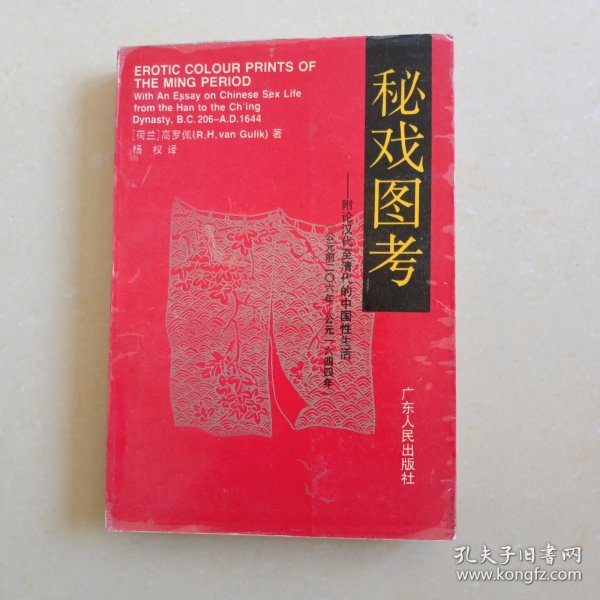 EROTIC COLOUR PRINTS OF
THE MING PERIOD
With An Essay on Chinese Sex Life
from the Han to the Ch'ing
Dynasty, B.C. 206–A.D.1644
[荷兰]高罗佩(R.H.van Gulik)著
杨权译
秘戏图考
——附论汉代至清代的中国性生活
(公元前二〇六年—公元一六四四年)
广东人民出版社
孔夫子旧书网
www.kongfz.com